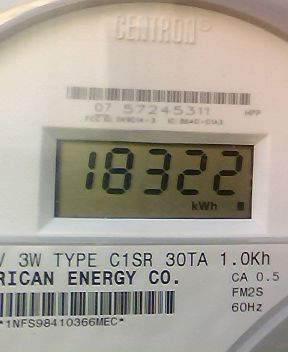 CENTRON®
07 57245311 HPP
18322
kWh
V 3W TYPE C1SR 30TA 1.0Kh
RICAN ENERGY CO.
CA 0.5
FM2S
60Hz
*1NFS98410366MEC*